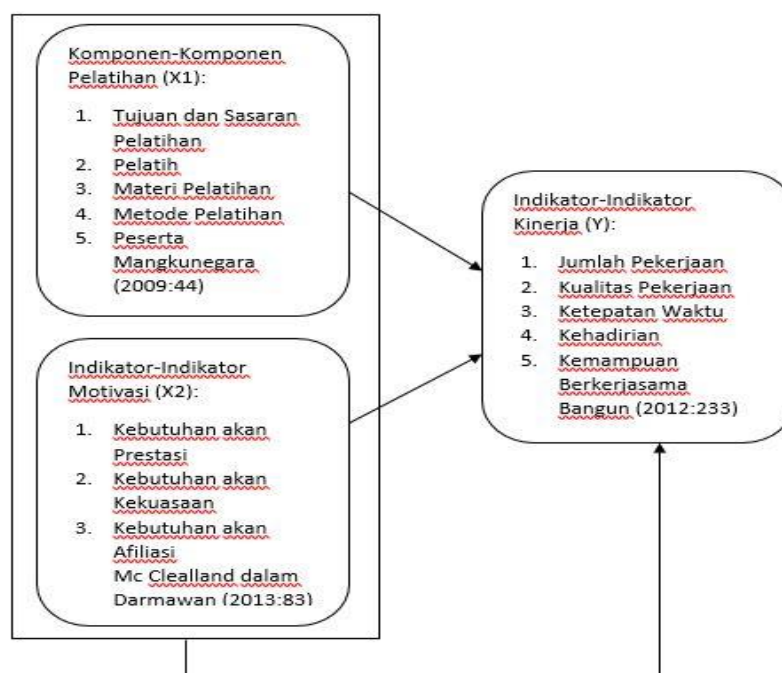 Komponen-Komponen
Pelatihan (X1):
1. Tujuan dan Sasaran
Pelatihan
2. Pelatih
3. Materi Pelatihan
4. Metode Pelatihan
5. Peserta
Mangkunegara
(2009:44)
Indikator-Indikator
Motivasi (X2):
1. Kebutuhan akan
Prestasi
2. Kebutuhan akan
Kekuasaan
3. Kebutuhan akan
Afiliasi
Mc Clealland dalam
Darmawan (2013:83)
Indikator-Indikator
Kinerja (Y):
1. Jumlah Pekerjaan
2. Kualitas Pekerjaan
3. Ketepatan Waktu
4. Kehadirian
5. Kemampuan
Berkerjasama
Bangun (2012:233)